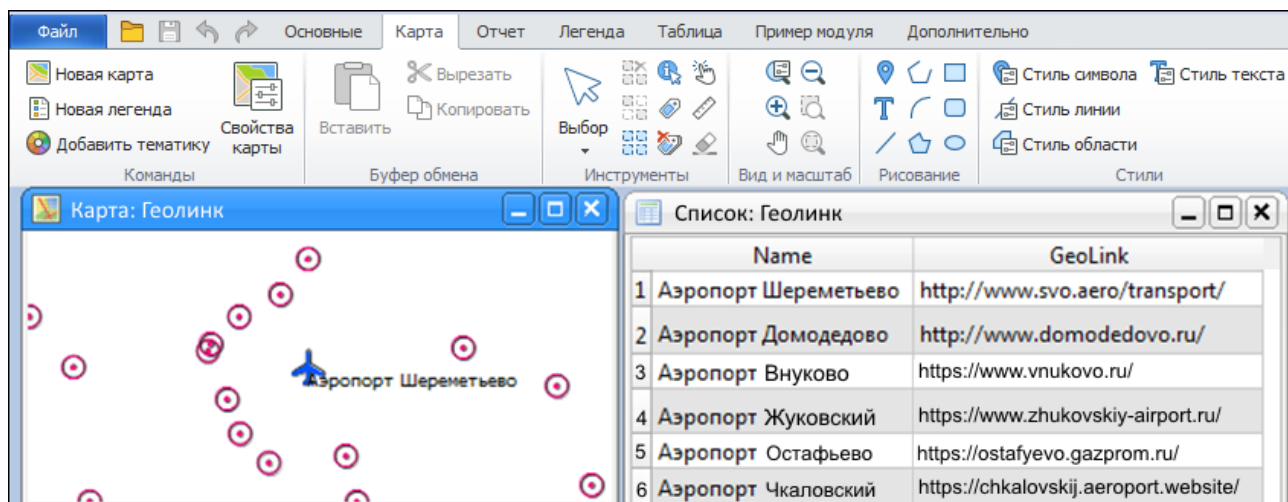 Файл Основные Карта Отчет Легенда Таблица Пример модуля Дополнительно
Новая карта
Новая легенда
Добавить тематику
Свойства
карты
Команды
Вставить
Вырезать
Копировать
Буфер обмена
Выбор
Инструменты
Вид и масштаб
T
Рисование
Стиль символа
Стиль линии
Стиль области
Стиль текста
Стили
Карта: Геолинк
Аэропорт Шереметьево
Список: Геолинк
Name GeoLink
1 Аэропорт Шереметьево http://www.svo.aero/transport/
2 Аэропорт Домодедово http://www.domodedovo.ru/
3 Аэропорт Внуково https://www.vnukovo.ru/
4 Аэропорт Жуковский https://www.zhukovskiy-airport.ru/
5 Аэропорт Остафьево https://ostafyevo.gazprom.ru/
6 Аэропорт Чкаловский https://chkalovskij.aeroport.website/